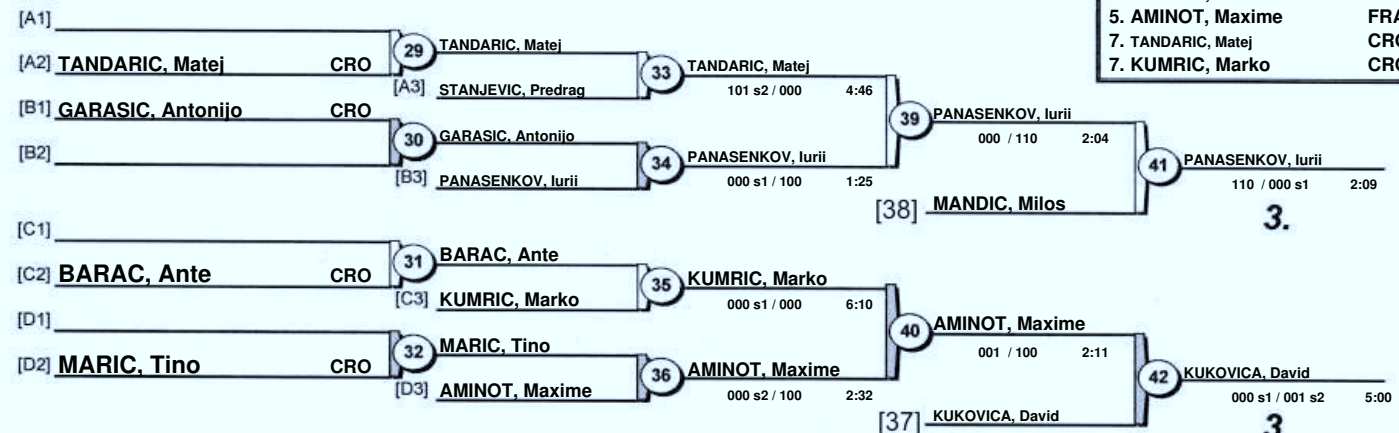 5. AMINOT, Maxime FRA
7. TANDARIC, Matej CRO
7. KUMRIC, Marko CRO
[A1]
[A2] TANDARIC, Matej CRO
29 TANDARIC, Matej
[A3] STANJEVIC, Predrag
33 TANDARIC, Matej
101 s2 / 000 4:46
[B1] GARASIC, Antonijo CRO
[B2]
30 GARASIC, Antonijo
[B3] PANASENKOV, Iurii
34 PANASENKOV, Iurii
000 s1 / 100 1:25
39 PANASENKOV, Iurii
000 / 110 2:04
[38] MANDIC, Milos
41 PANASENKOV, Iurii
110 / 000 s1 2:09
3.
[C1]
[C2] BARAC, Ante CRO
31 BARAC, Ante
[C3] KUMRIC, Marko
35 KUMRIC, Marko
000 s1 / 000 6:10
[D1]
[D2] MARIC, Tino CRO
32 MARIC, Tino
[D3] AMINOT, Maxime
36 AMINOT, Maxime
000 s2 / 100 2:32
40 AMINOT, Maxime
001 / 100 2:11
[37] KUKOVICA, David
42 KUKOVICA, David
000 s1 / 001 s2 5:00
3